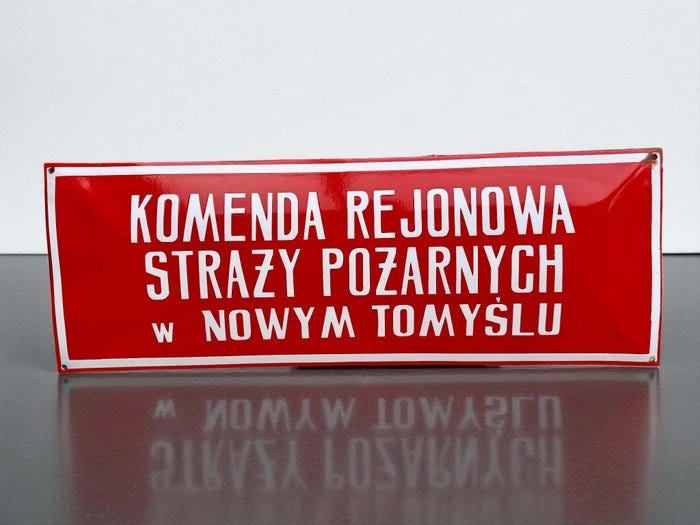 KOMENDA REJONOWA
STRAŻY POŻARNYCH
w NOWYM TOMYŚLU